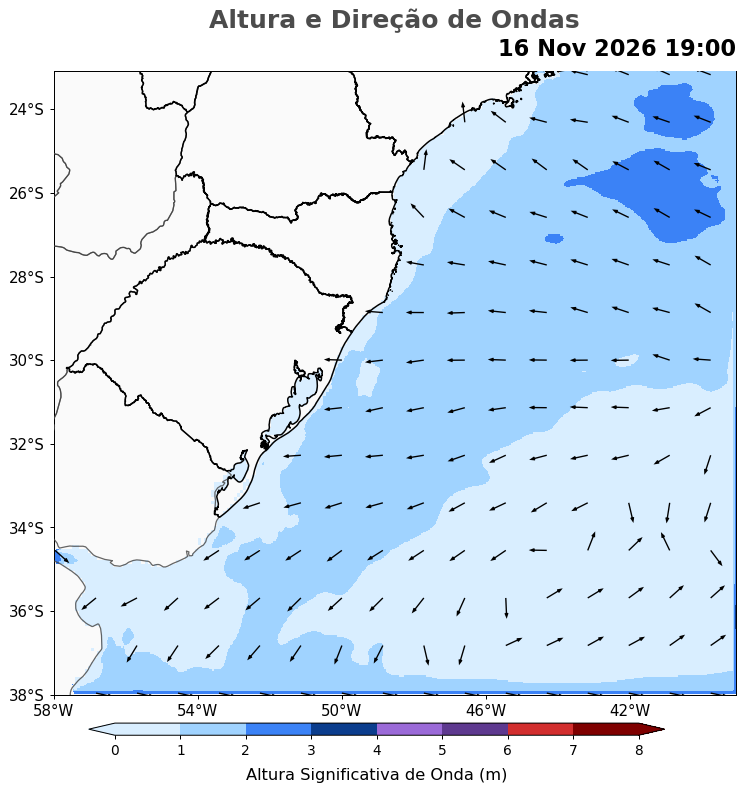 Altura e Direção de Ondas
16 Nov 2026 19:00
24°S
26°S
28°S
30°S
32°S
34°S
36°S
38°S
58°W 54°W 50°W 46°W 42°W
0 1 2 3 4 5 6 7 8
Altura Significativa de Onda (m)